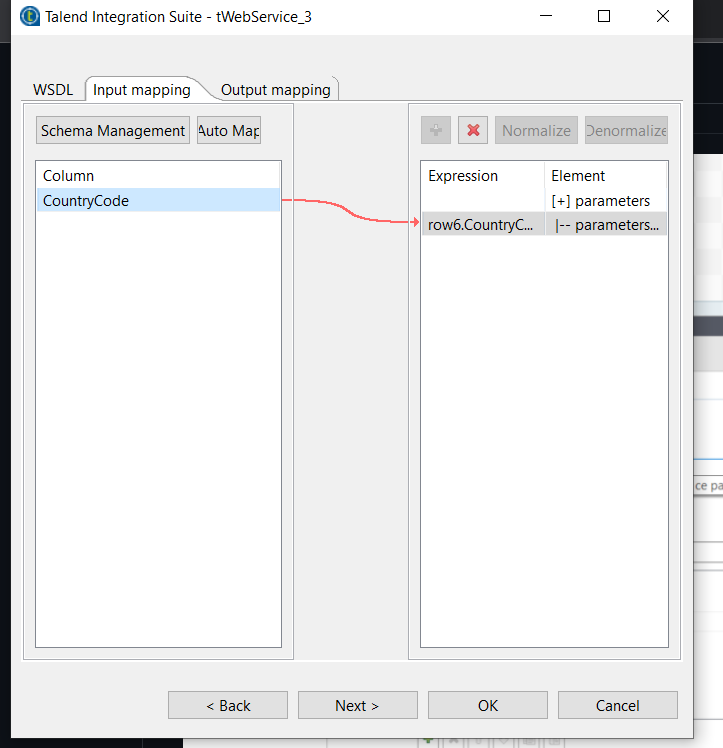 Talend Integration Suite - tWebService_3
WSDL Input mapping Output mapping
Schema Management Auto Map
Normalize Denormalize
Column
CountryCode
Expression Element
[+] parameters
row6.CountryC... |-- parameters...
ce pa
< Back Next > OK Cancel